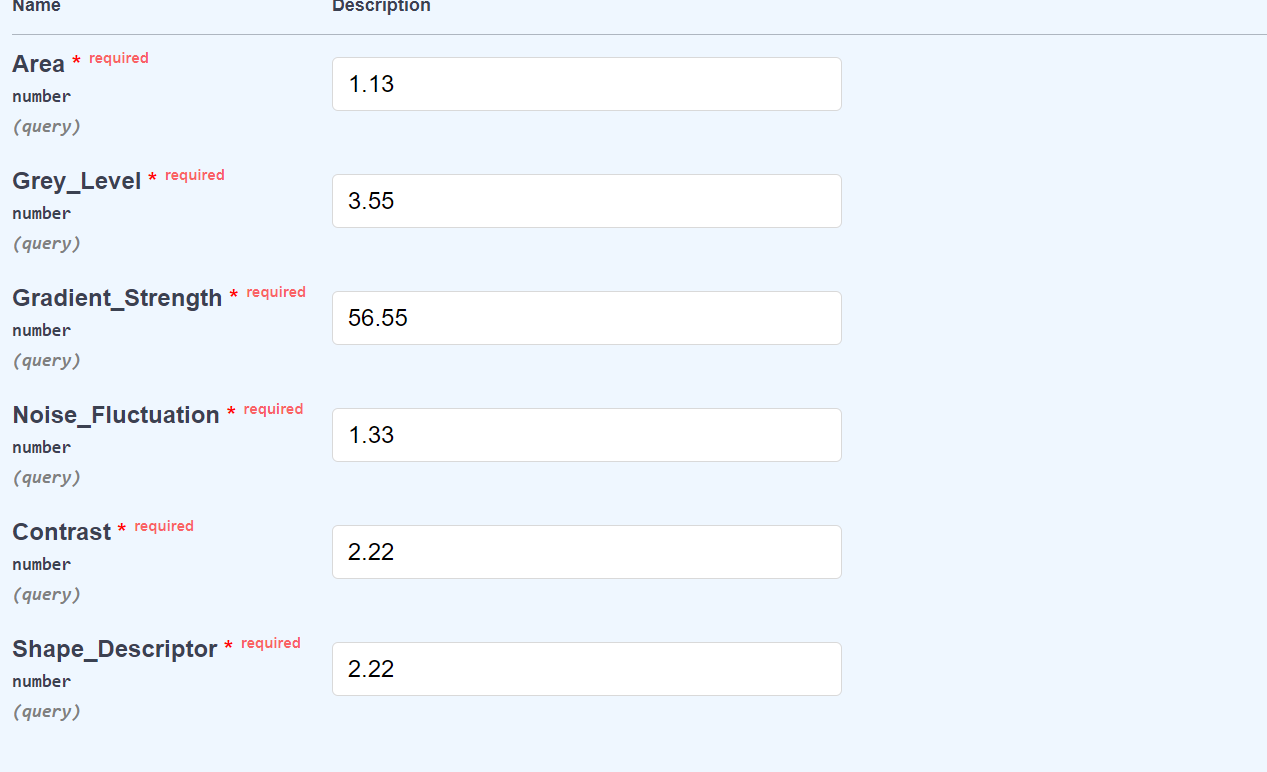 Name Description
Area * required
number
(query)
1.13
Grey_Level * required
number
(query)
3.55
Gradient_Strength * required
number
(query)
56.55
Noise_Fluctuation * required
number
(query)
1.33
Contrast * required
number
(query)
2.22
Shape_Descriptor * required
number
(query)
2.22